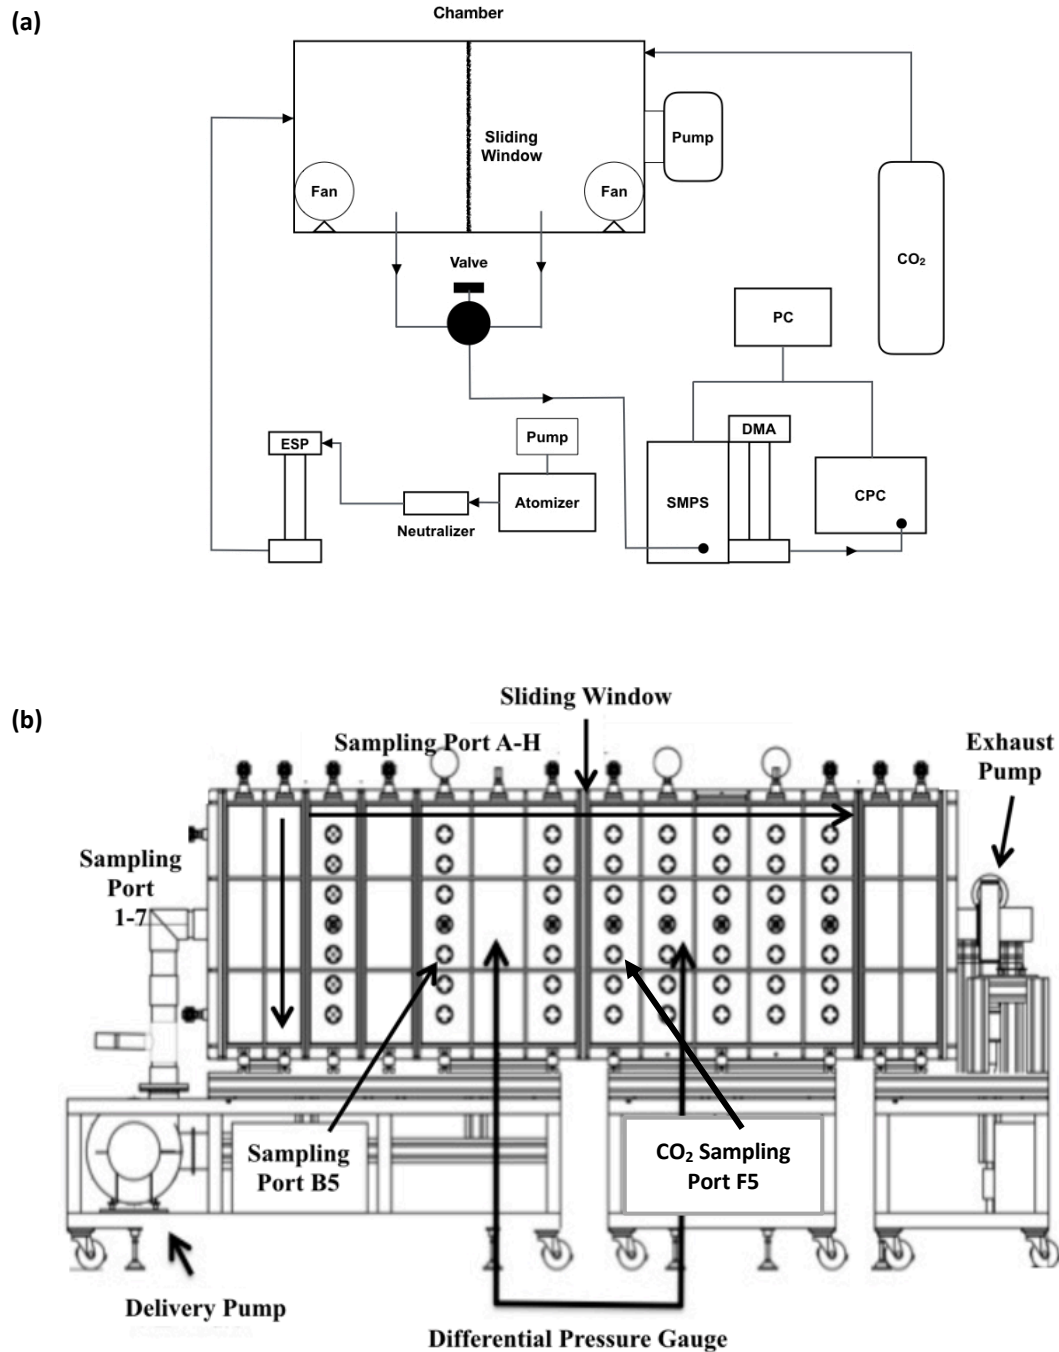 (a)
Chamber
Sliding
Window
Pump
Fan
Fan
CO₂
Valve
PC
ESP
Pump
DMA
Neutralizer
Atomizer
SMPS
CPC
(b)
Sliding Window
Sampling Port A-H
Exhaust
Pump
Sampling
Port
1-7
Sampling
Port B5
CO₂ Sampling
Port F5
Delivery Pump
Differential Pressure Gauge